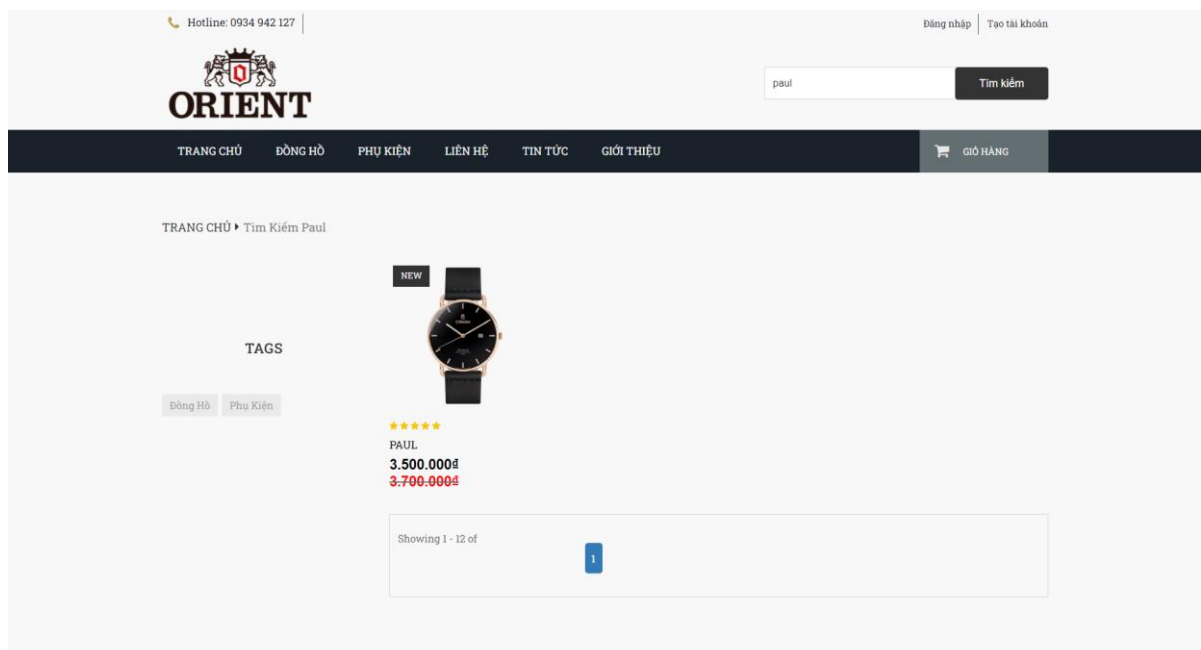 Hotline: 0934 942 127
Đăng nhập
Tạo tài khoản
ORIENT
paul
Tìm kiếm
TRANG CHỦ ĐỒNG HỒ PHỤ KIỆN LIÊN HỆ TIN TỨC GIỚI THIỆU
GIỎ HÀNG
TRANG CHỦ Tìm Kiếm Paul
NEW
TAGS
Đồng Hồ Phụ Kiện
PAUL
3.500.000₫
3.700.000₫
Showing 1 - 12 of
1